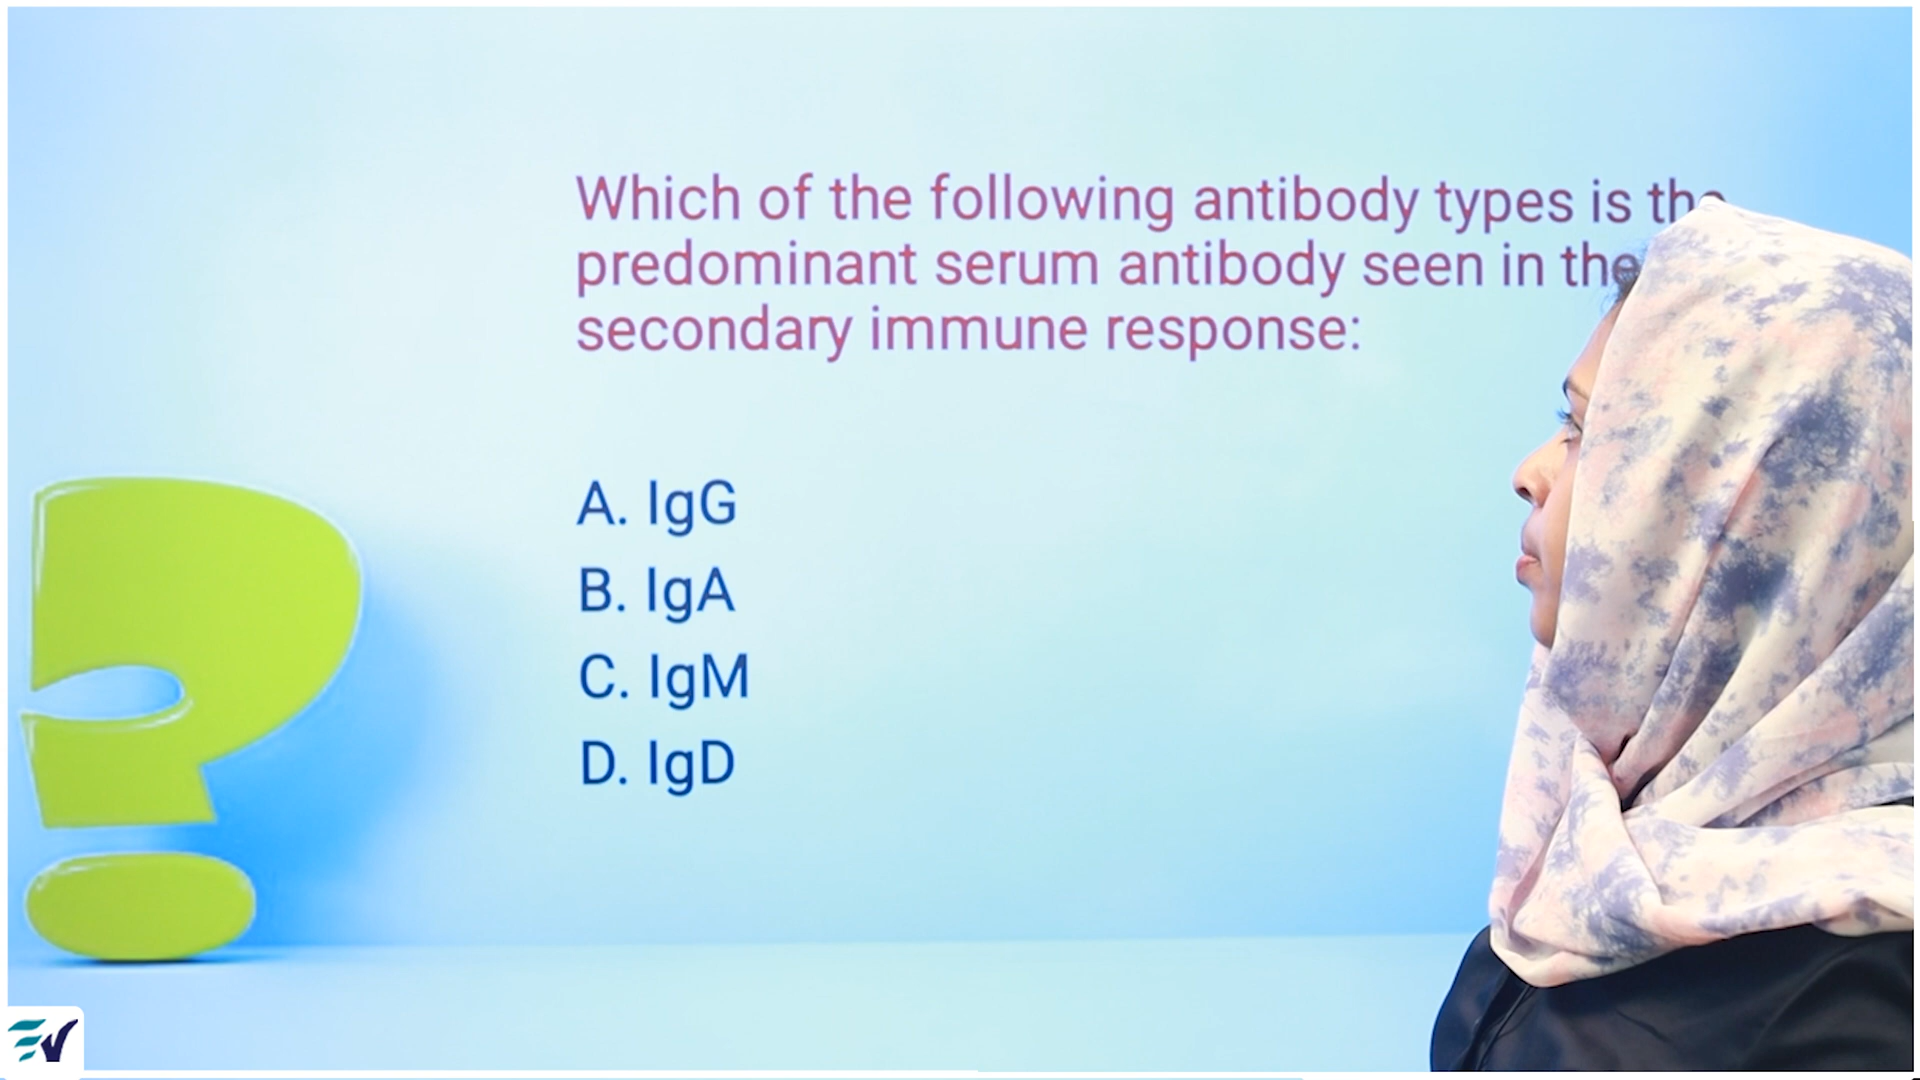 Which of the following antibody types is the
predominant serum antibody seen in the
secondary immune response:
A. IgG
B. IgA
C. IgM
D. IgD